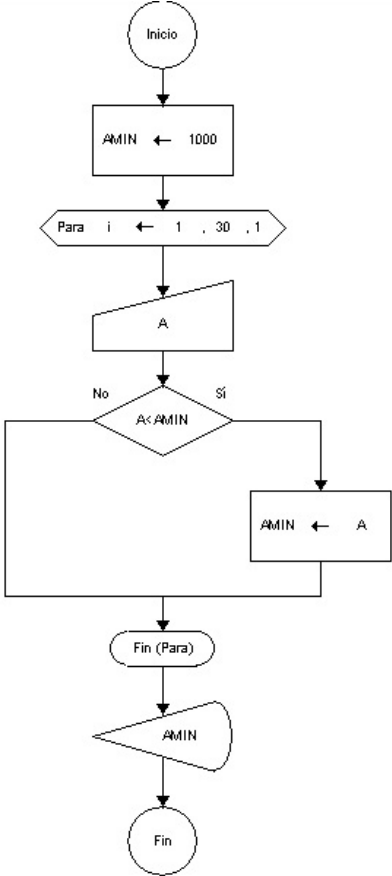 Inicio
AMIN ← 1000
Para i ← 1 , 30 , 1
A
No Sí
A<AMIN
AMIN ← A
Fin (Para)
AMIN
Fin